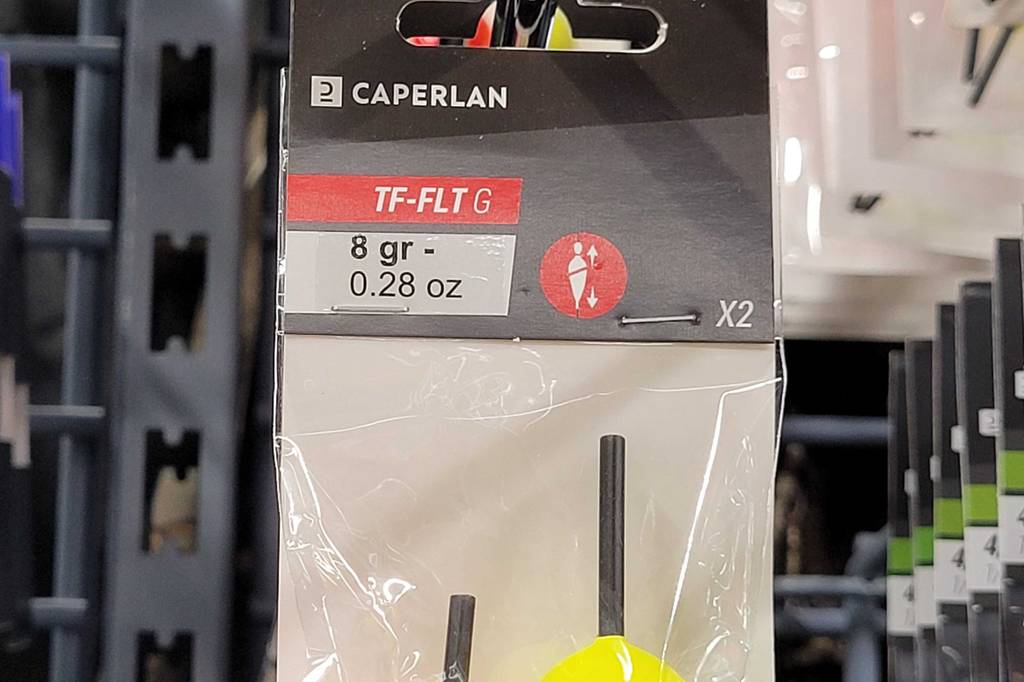 CAPERLAN
TF-FLT G
8 gr -
0.28 oz
X2